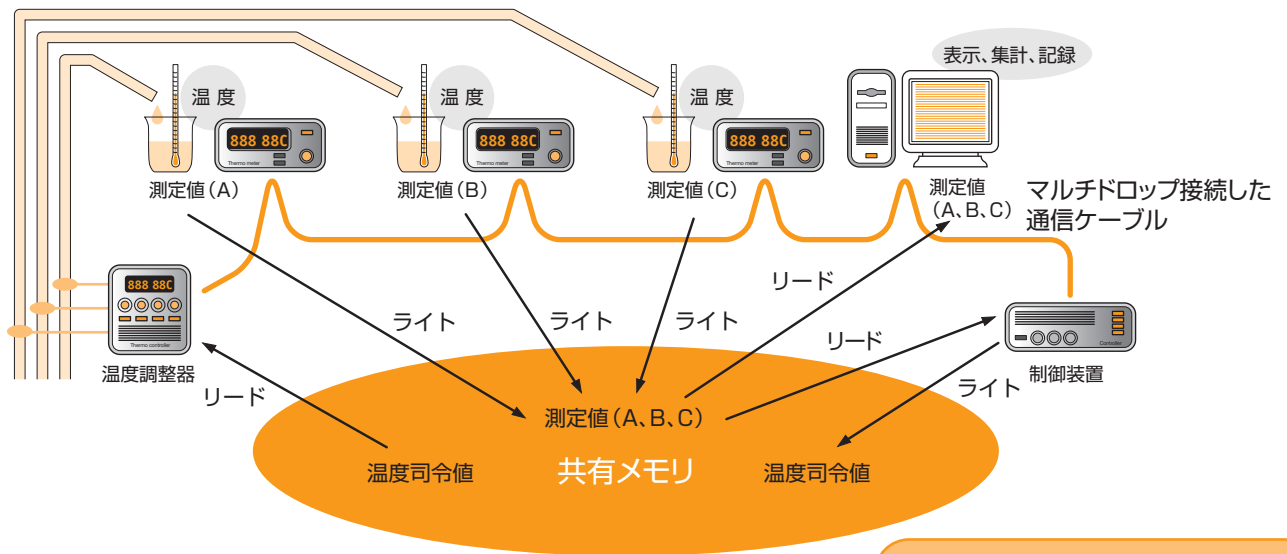 表示、集計、記録
温 度
温 度
温 度
888 88C
Thermo meter
888 88C
Thermo meter
888 88C
Thermo meter
測定値(A)
測定値(B)
測定値(C)
測定値
(A、B、C)
マルチドロップ接続した
通信ケーブル
888 88C
Thermo controller
温度調整器
リード
ライト
ライト
ライト
リード
リード
ライト
Controller
制御装置
測定値(A、B、C)
温度司令値
共有メモリ
温度司令値